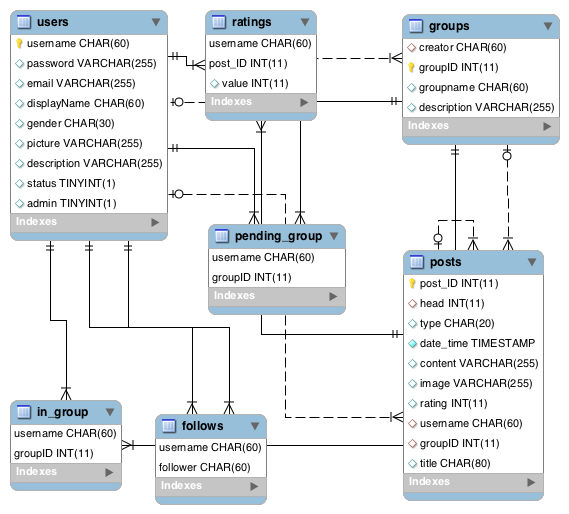 users
username CHAR(60)
password VARCHAR(255)
email VARCHAR(255)
displayName CHAR(60)
gender CHAR(30)
picture VARCHAR(255)
description VARCHAR(255)
status TINYINT(1)
admin TINYINT(1)
Indexes
ratings
username CHAR(60)
post_ID INT(11)
value INT(11)
Indexes
groups
creator CHAR(60)
groupID INT(11)
groupname CHAR(60)
description VARCHAR(255)
Indexes
pending_group
username CHAR(60)
groupID INT(11)
Indexes
posts
post_ID INT(11)
head INT(11)
type CHAR(20)
date_time TIMESTAMP
content VARCHAR(255)
image VARCHAR(255)
rating INT(11)
username CHAR(60)
groupID INT(11)
title CHAR(80)
Indexes
in_group
username CHAR(60)
groupID INT(11)
Indexes
follows
username CHAR(60)
follower CHAR(60)
Indexes